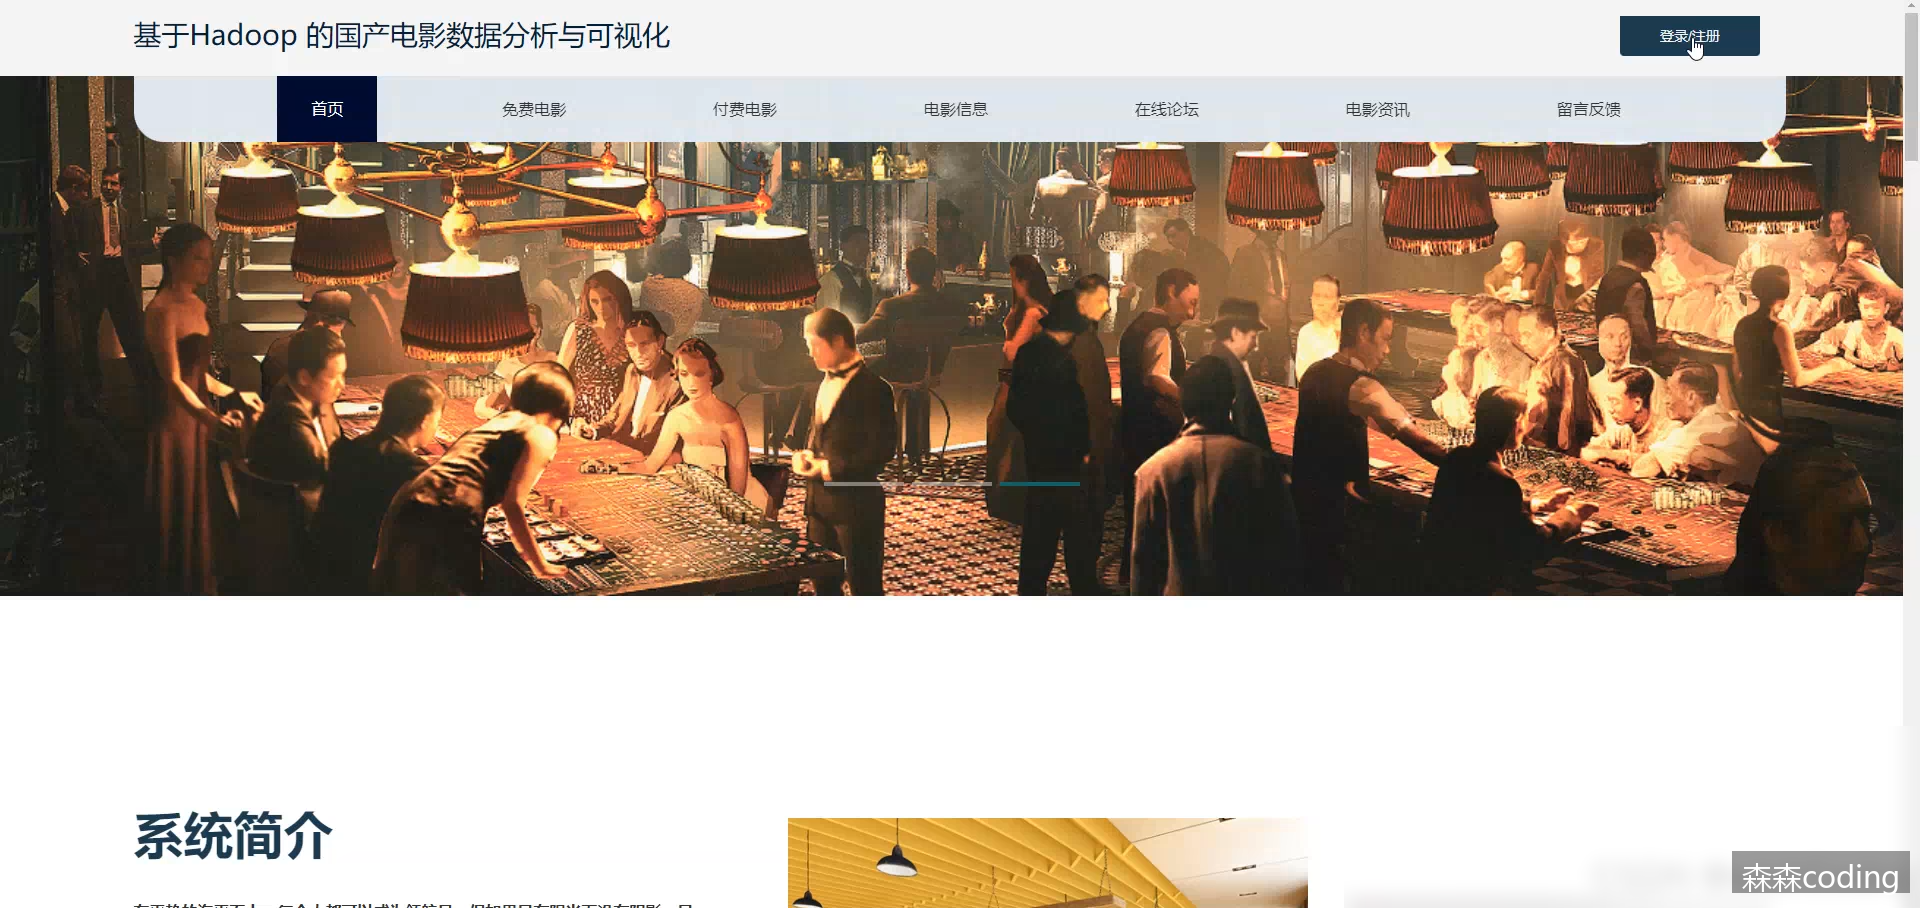 基于Hadoop 的国产电影数据分析与可视化
登录/注册
首页
免费电影
付费电影
电影信息
在线论坛
电影资讯
留言反馈
系统简介
森森coding